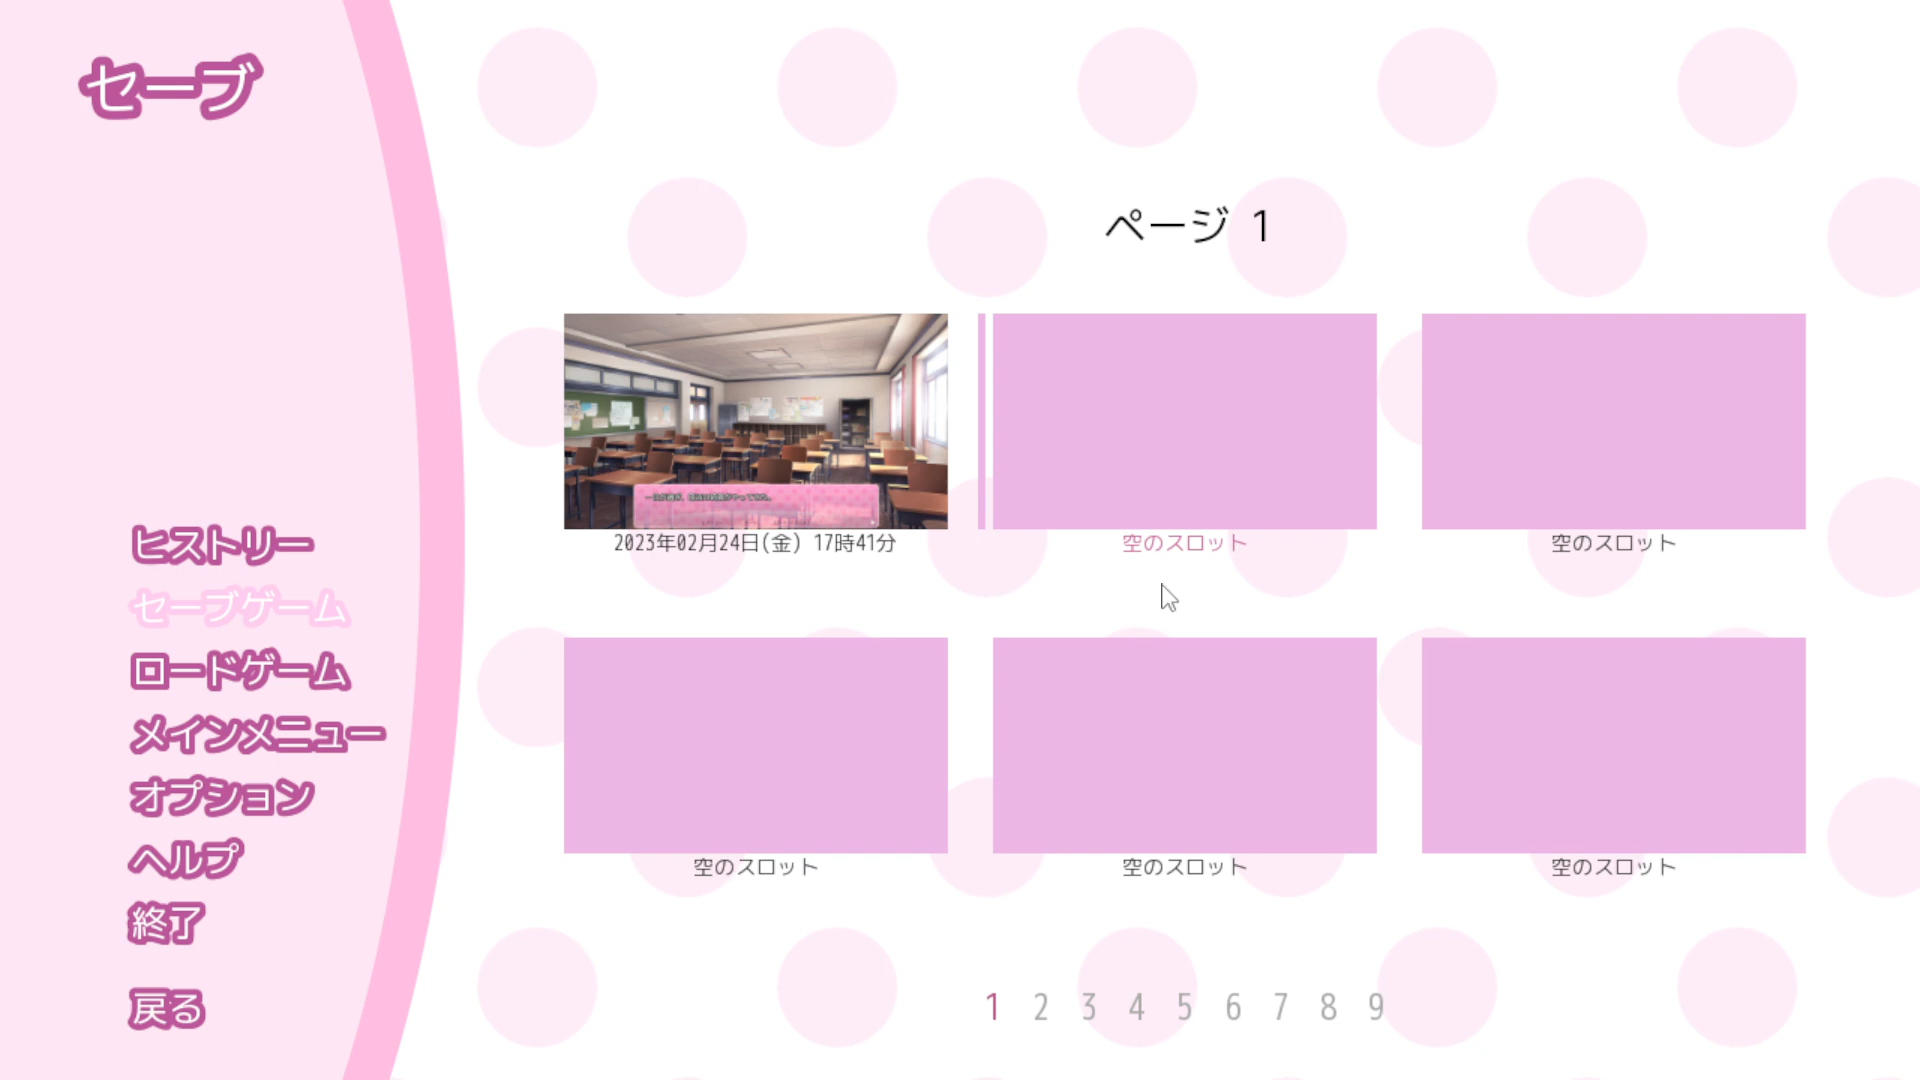 セーブ
ページ 1
2023年02月24日(金) 17時41分
空のスロット
空のスロット
空のスロット
空のスロット
空のスロット
ヒストリー
セーブゲーム
ロードゲーム
メインメニュー
オプション
ヘルプ
終了
戻る
1 2 3 4 5 6 7 8 9